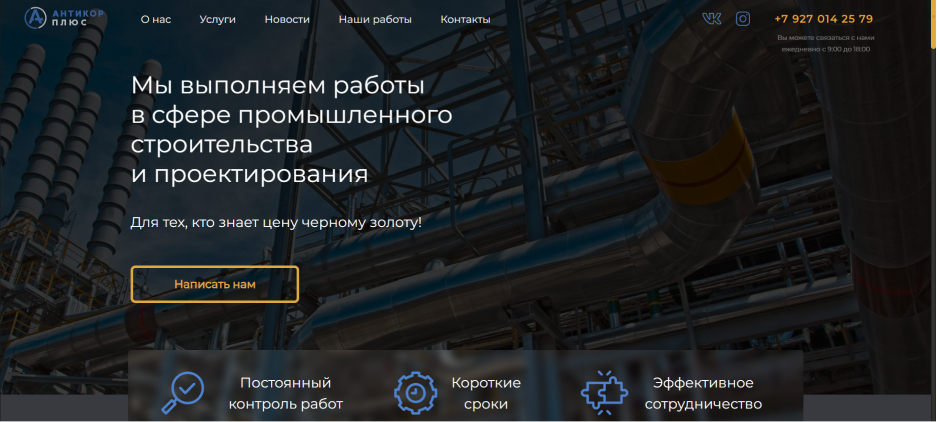 АНТИКОР
ПЛЮС
О нас
Услуги
Новости
Наши работы
Контакты
+7 927 014 25 79
Вы можете связаться с нами
ежедневно с 9:00 до 18:00
Мы выполняем работы
в сфере промышленного
строительства
и проектирования
Для тех, кто знает цену черному золоту!
Написать нам
Постоянный
контроль работ
Короткие
сроки
Эффективное
сотрудничество